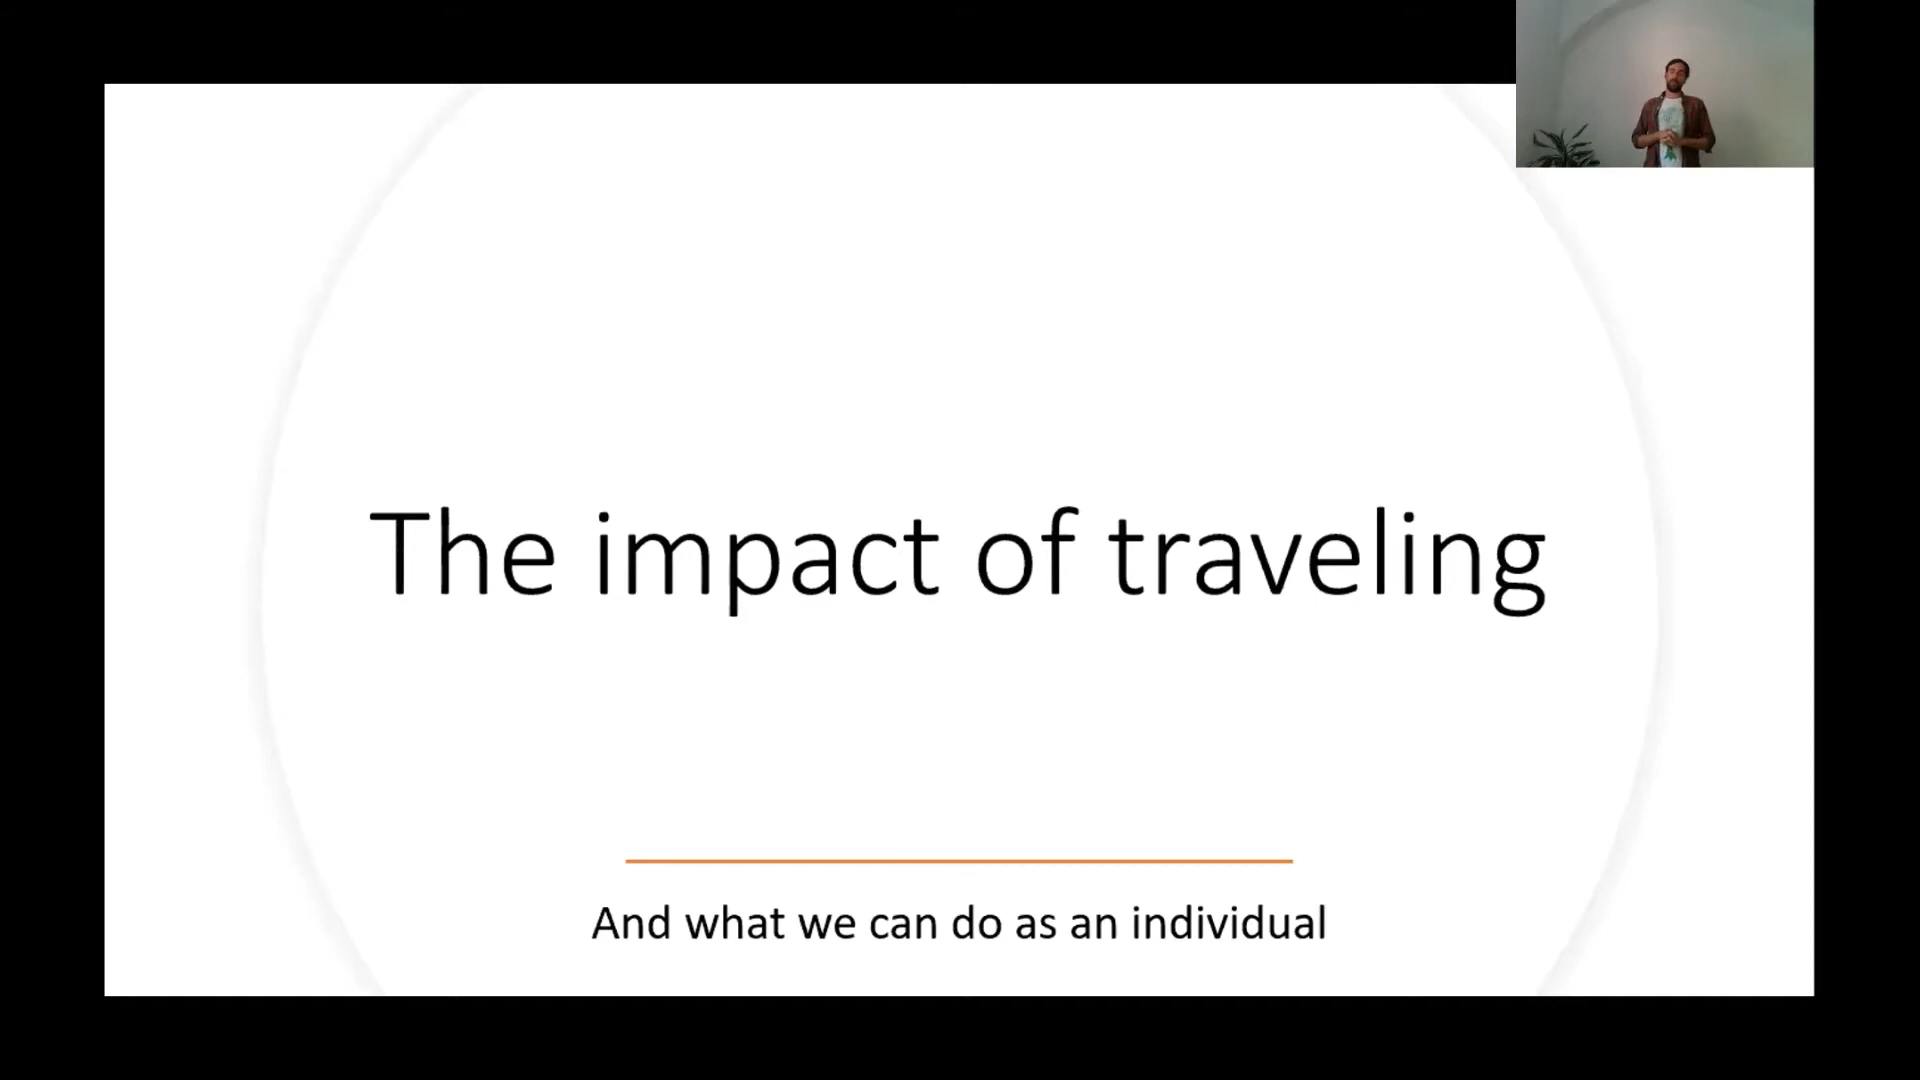 The impact of traveling
And what we can do as an individual